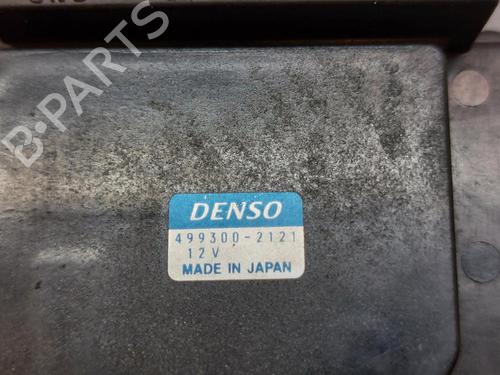 B-PARTS
DENSO
499300-2121
12V
MADE IN JAPAN